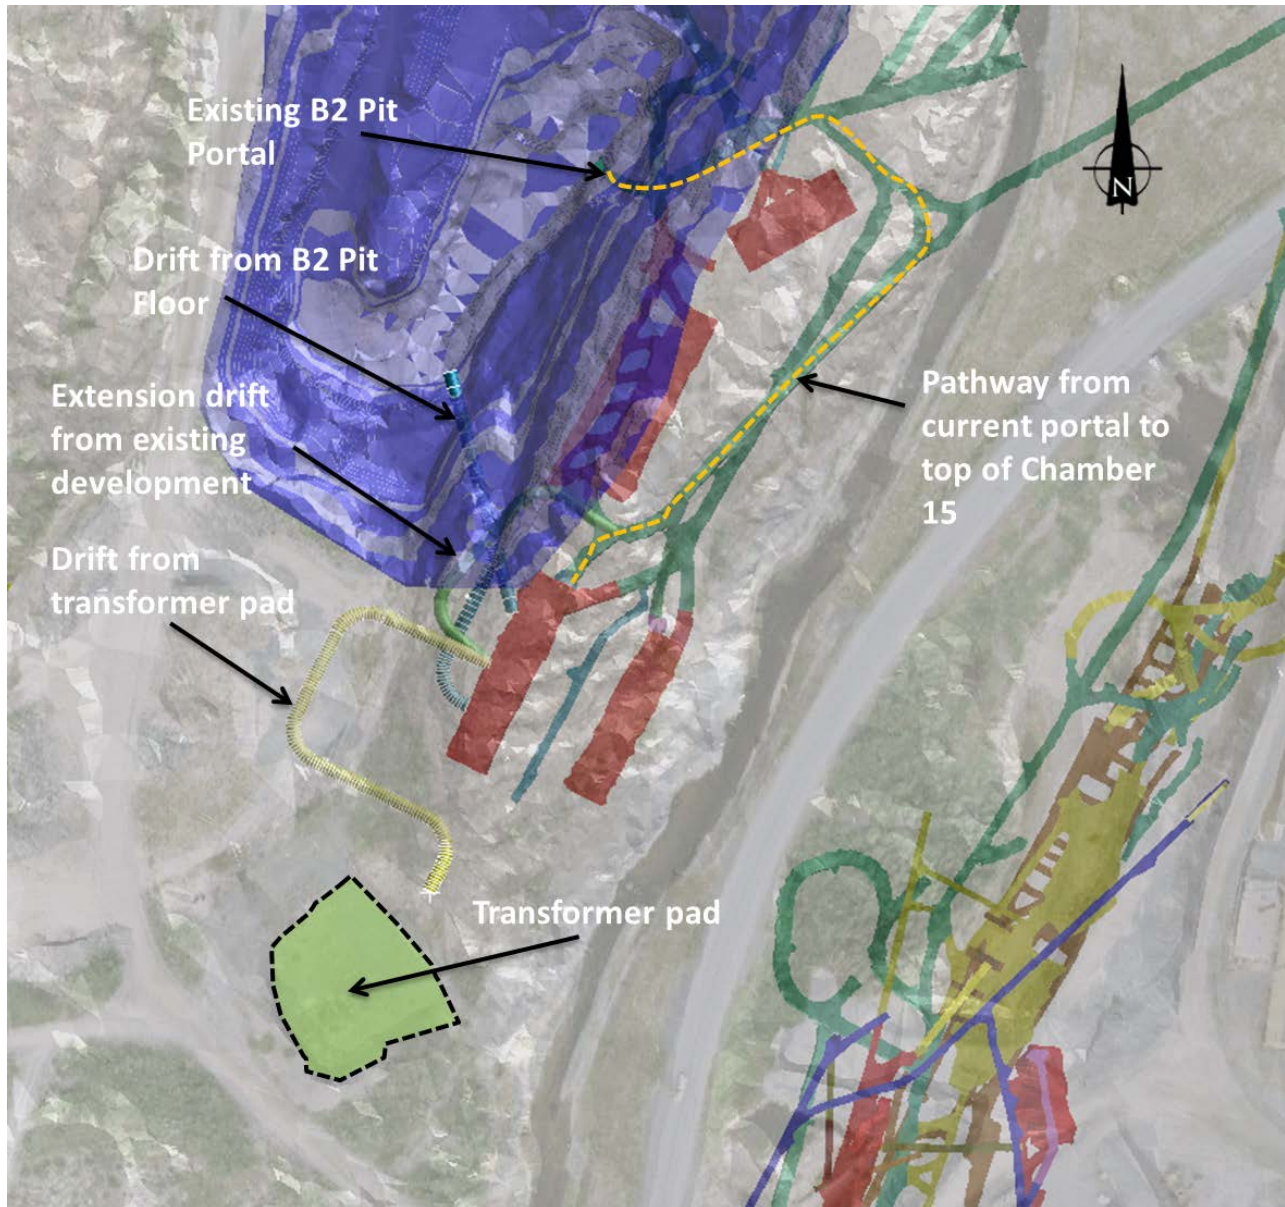 Existing B2 Pit
Portal
Drift from B2 Pit
Floor
Extension drift
from existing
development
Drift from
transformer pad
N
Pathway from
current portal to
top of Chamber
15
Transformer pad